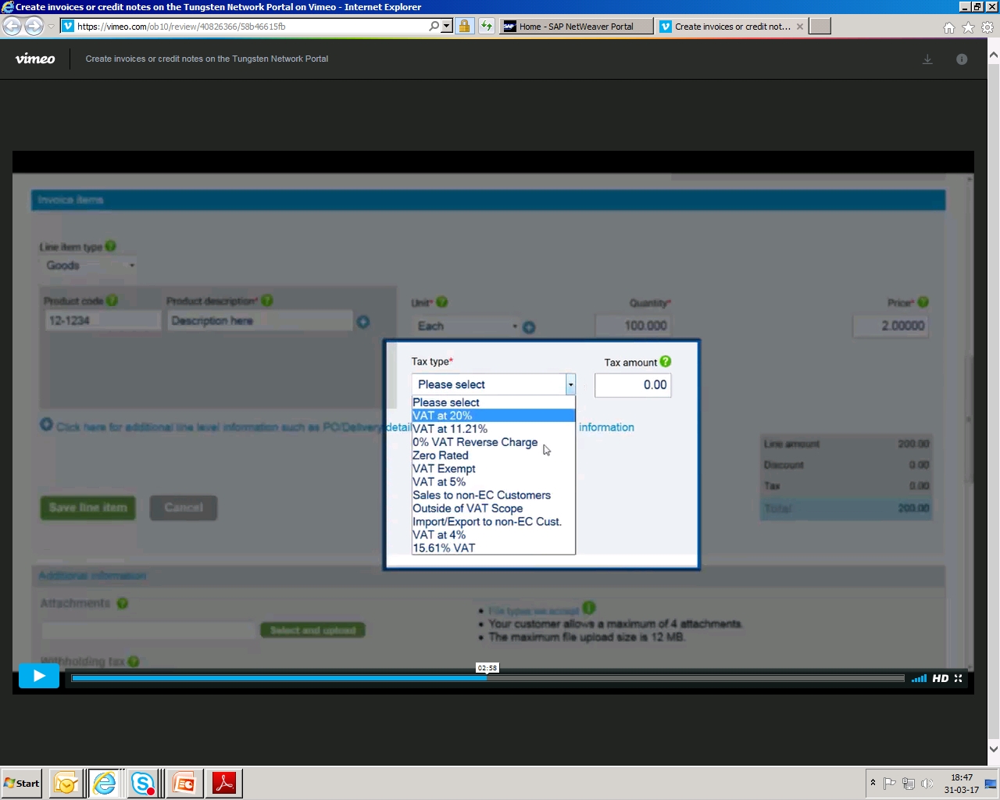 Create invoices or credit notes on the Tungsten Network Portal on Vimeo - Internet Explorer
https://vimeo.com/ob10/review/40826366/58b46615fb
SAP Home - SAP NetWeaver Portal
Create invoices or credit not...
vimeo Create invoices or credit notes on the Tungsten Network Portal
Invoice items
Line item type
Goods
Product code Product description* Unit* Quantity* Price*
12-1234 Description here Each 100.000 2.00000
Tax type* Tax amount
Please select 0.00
Please select
VAT at 20%
VAT at 11.21%
Click here for additional line level information such as PO/Delivery detail information
0% VAT Reverse Charge
Zero Rated
VAT Exempt
VAT at 5%
Sales to non-EC Customers
Outside of VAT Scope
Import/Export to non-EC Cust.
VAT at 4%
15.61% VAT
Line amount 200.00
Discount 0.00
Tax 0.00
Total 200.00
Save line item Cancel
Additional information
Attachments
Select and upload
File types we accept
Your customer allows a maximum of 4 attachments.
The maximum file upload size is 12 MB.
Withholding tax
02:58
HD
Start
18:47
31-03-17